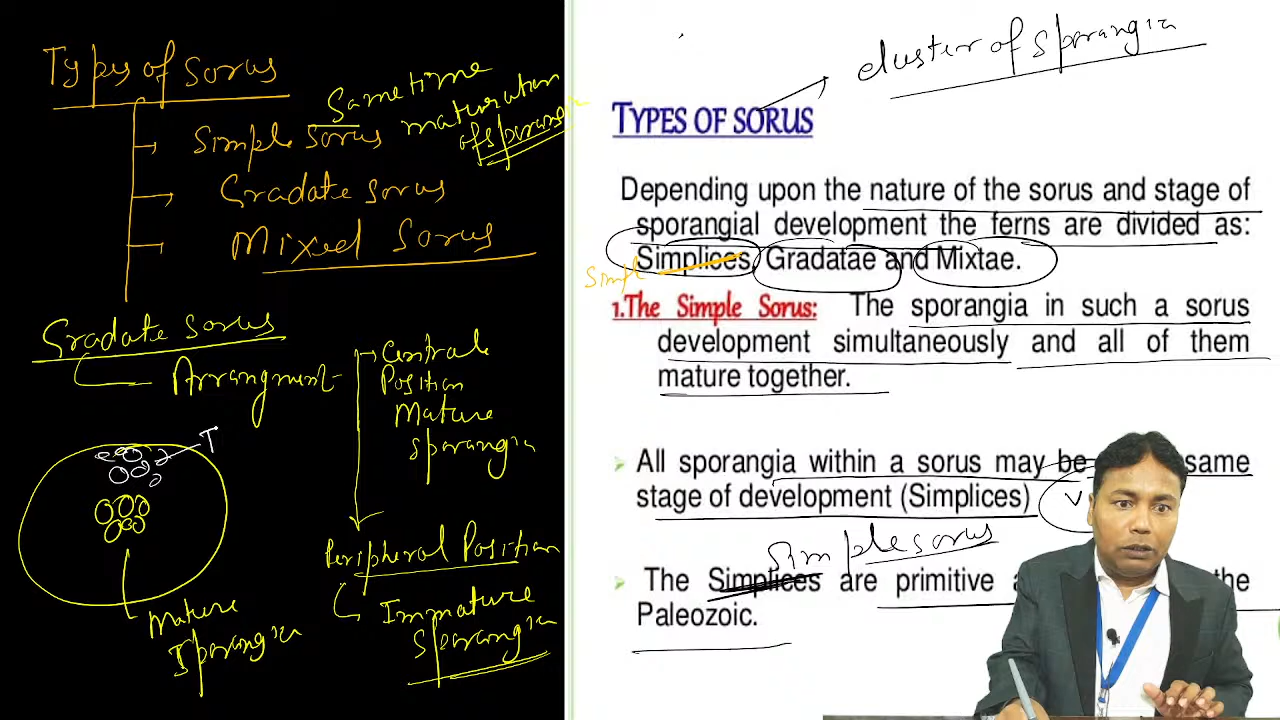 Types of Sorus
Simple Sorus
Same time
maturation
of sporangia
Gradate sorus
Mixed Sorus
Gradate sorus
Arrangment
Centrale
Position
Mature
Sporangia
T
Peripheral Position
Immature
Sporangia
Mature
Sporangia
cluster of sporangia
TYPES OF SORUS
Depending upon the nature of the sorus and stage of
sporangial development the ferns are divided as:
Simplices, Gradatae and Mixtae.
Simpl
1.The Simple Sorus: The sporangia in such a sorus
development simultaneously and all of them
mature together.
All sporangia within a sorus may be same
stage of development (Simplices)
Simple sorus
The Simplices are primitive the
Paleozoic.